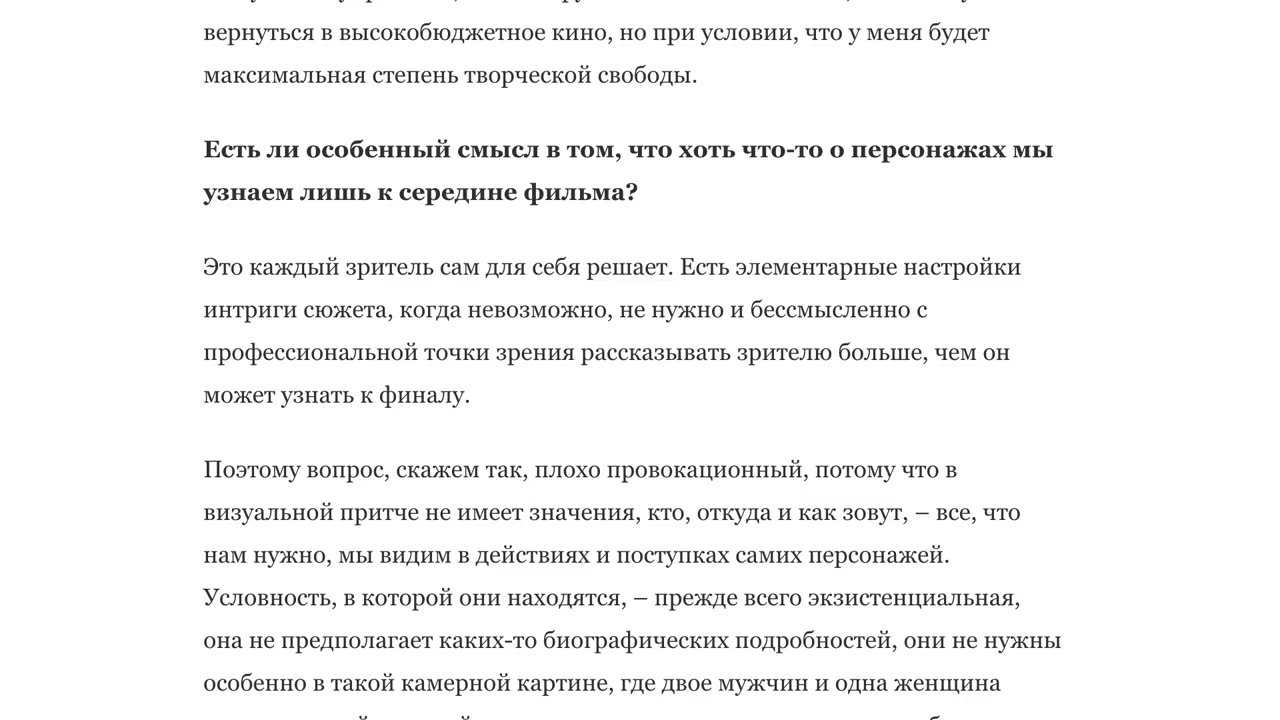 вернуться в высокобюджетное кино, но при условии, что у меня будет
максимальная степень творческой свободы.
Есть ли особенный смысл в том, что хоть что-то о персонажах мы
узнаем лишь к середине фильма?
Это каждый зритель сам для себя решает. Есть элементарные настройки
интриги сюжета, когда невозможно, не нужно и бессмысленно с
профессиональной точки зрения рассказывать зрителю больше, чем он
может узнать к финалу.
Поэтому вопрос, скажем так, плохо провокационный, потому что в
визуальной притче не имеет значения, кто, откуда и как зовут, – все, что
нам нужно, мы видим в действиях и поступках самих персонажей.
Условность, в которой они находятся, – прежде всего экзистенциальная,
она не предполагает каких-то биографических подробностей, они не нужны
особенно в такой камерной картине, где двое мужчин и одна женщина